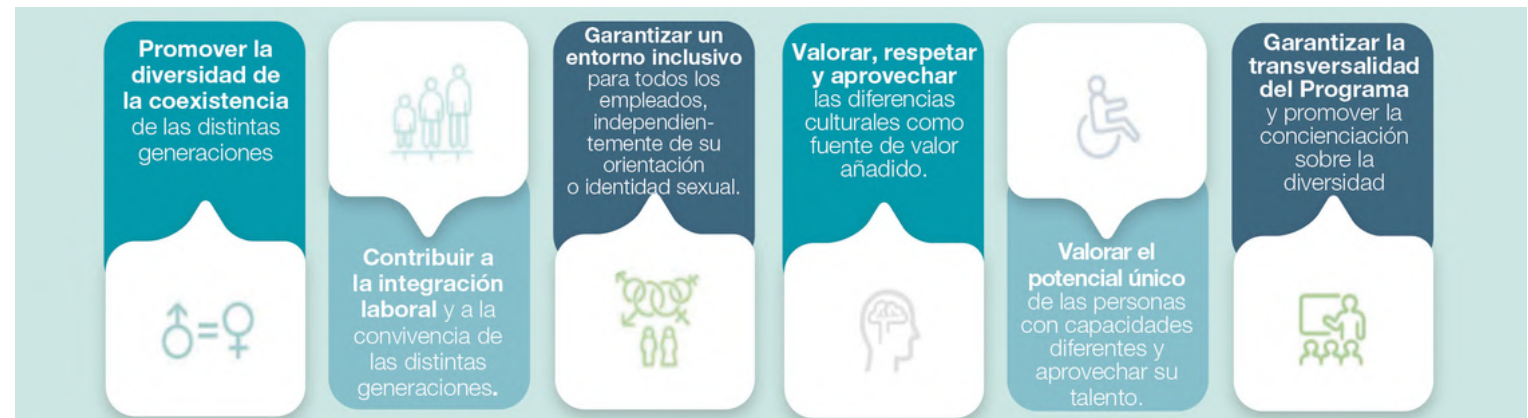 Promover la
diversidad de
la coexistencia
de las distintas
generaciones
Contribuir a
la integración
laboral y a la
convivencia de
las distintas
generaciones.
Garantizar un
entorno inclusivo
para todos los
empleados,
independien-
temente de su
orientación
o identidad sexual.
Valorar, respetar
y aprovechar
las diferencias
culturales como
fuente de valor
añadido.
Valorar el
potencial único
de las personas
con capacidades
diferentes y
aprovechar su
talento.
Garantizar la
transversalidad
del Programa
y promover la
concienciación
sobre la
diversidad